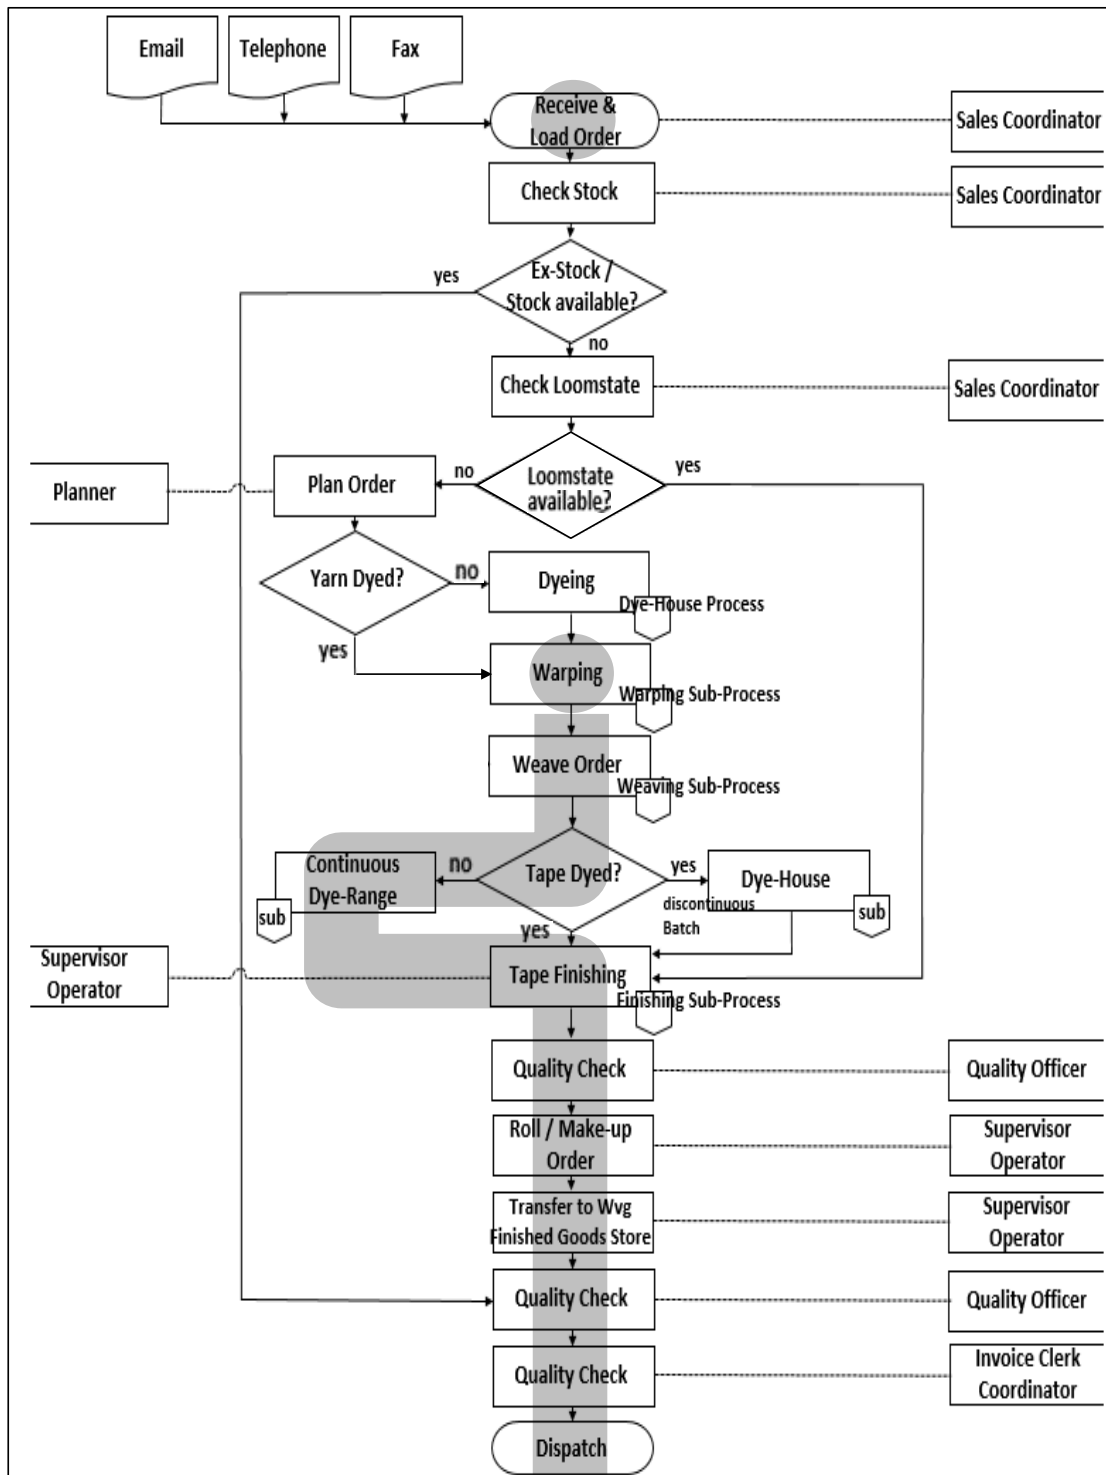 Email
Telephone
Fax
Receive &
Load Order
Sales Coordinator
Check Stock
Sales Coordinator
yes
Ex-Stock /
Stock available?
no
Check Loomstate
Sales Coordinator
Planner
Plan Order
no
Loomstate
available?
yes
Yarn Dyed?
no
Dyeing
Dye-House Process
yes
Warping
Warping Sub-Process
Weave Order
Weaving Sub-Process
Continuous
Dye-Range
sub
no
Tape Dyed?
yes
discontinuous
Batch
Dye-House
sub
yes
Supervisor
Operator
Tape Finishing
Finishing Sub-Process
Quality Check
Quality Officer
Roll / Make-up
Order
Supervisor
Operator
Transfer to Wvg
Finished Goods Store
Supervisor
Operator
Quality Check
Quality Officer
Quality Check
Invoice Clerk
Coordinator
Dispatch